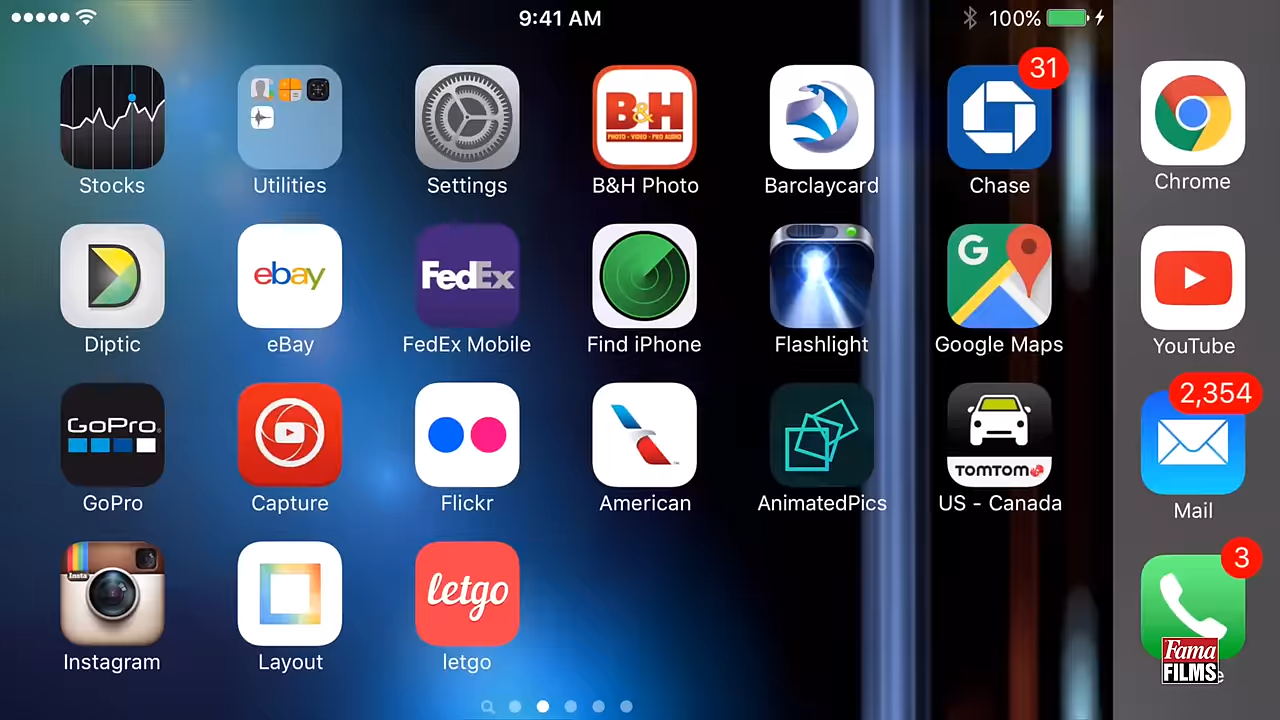 9:41 AM
100%
31
Stocks
Utilities
Settings
B&H
PHOTO - VIDEO - PRO AUDIO
B&H Photo
Barclaycard
Chase
Chrome
Diptic
ebay
eBay
FedEx
FedEx Mobile
Find iPhone
Flashlight
G
Google Maps
YouTube
GoPro
GoPro
Capture
Flickr
American
AnimatedPics
TOMTOM
US - Canada
2,354
Mail
Insta
Instagram
Layout
letgo
letgo
3
Fama
FILMS
e